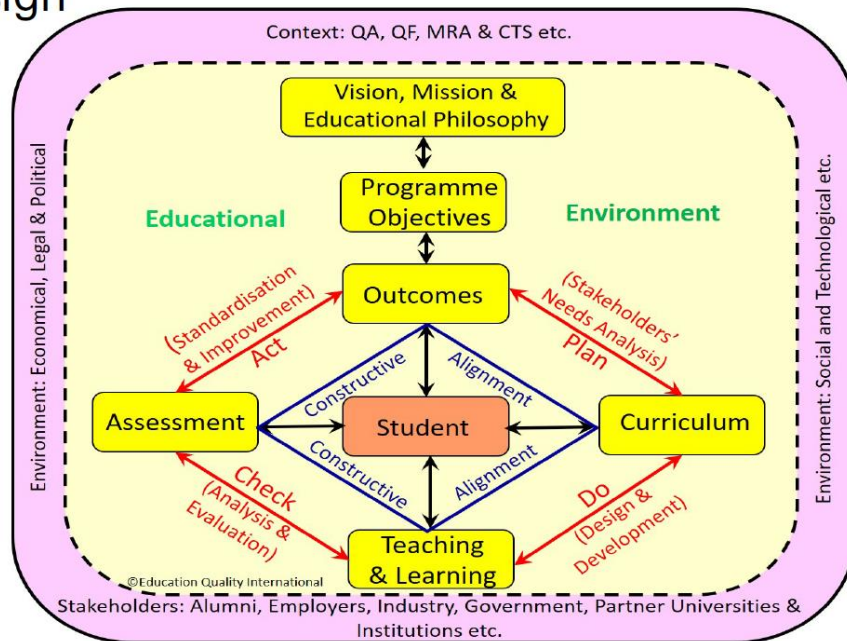 sign
Context: QA, QF, MRA & CTS etc.
Vision, Mission &
Educational Philosophy
Programme
Objectives
Educational
Environment
Environment: Economical, Legal & Political
Environment: Social and Technological etc.
Outcomes
(Standardisation
& Improvement)
Act
(Stakeholders'
Needs Analysis)
Plan
Constructive
Alignment
Assessment
Student
Curriculum
Constructive
Alignment
Check
(Analysis &
Evaluation)
Do
(Design &
Development)
Teaching
& Learning
©Education Quality International
Stakeholders: Alumni, Employers, Industry, Government, Partner Universities &
Institutions etc.